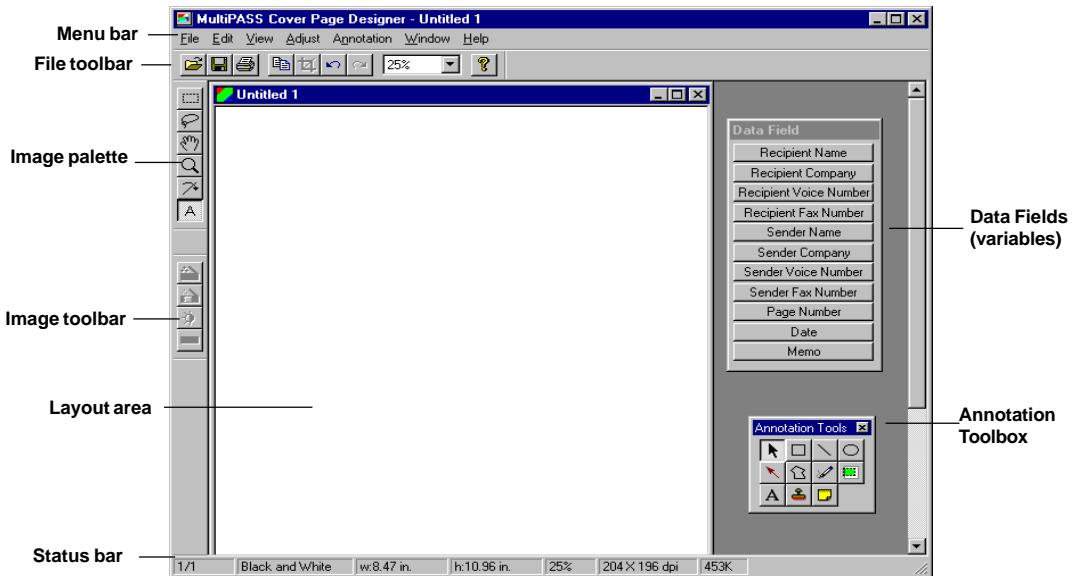 MultiPASS Cover Page Designer - Untitled 1
Menu bar
File Edit View Adjust Annotation Window Help
File toolbar
25%
Untitled 1
Image palette
A
Image toolbar
Layout area
Data Field
Recipient Name
Recipient Company
Recipient Voice Number
Recipient Fax Number
Sender Name
Sender Company
Sender Voice Number
Sender Fax Number
Page Number
Date
Memo
Data Fields
(variables)
Annotation Tools
A
Annotation
Toolbox
Status bar
1/1 Black and White w:8.47 in. h:10.96 in. 25% 204 X 196 dpi 453K